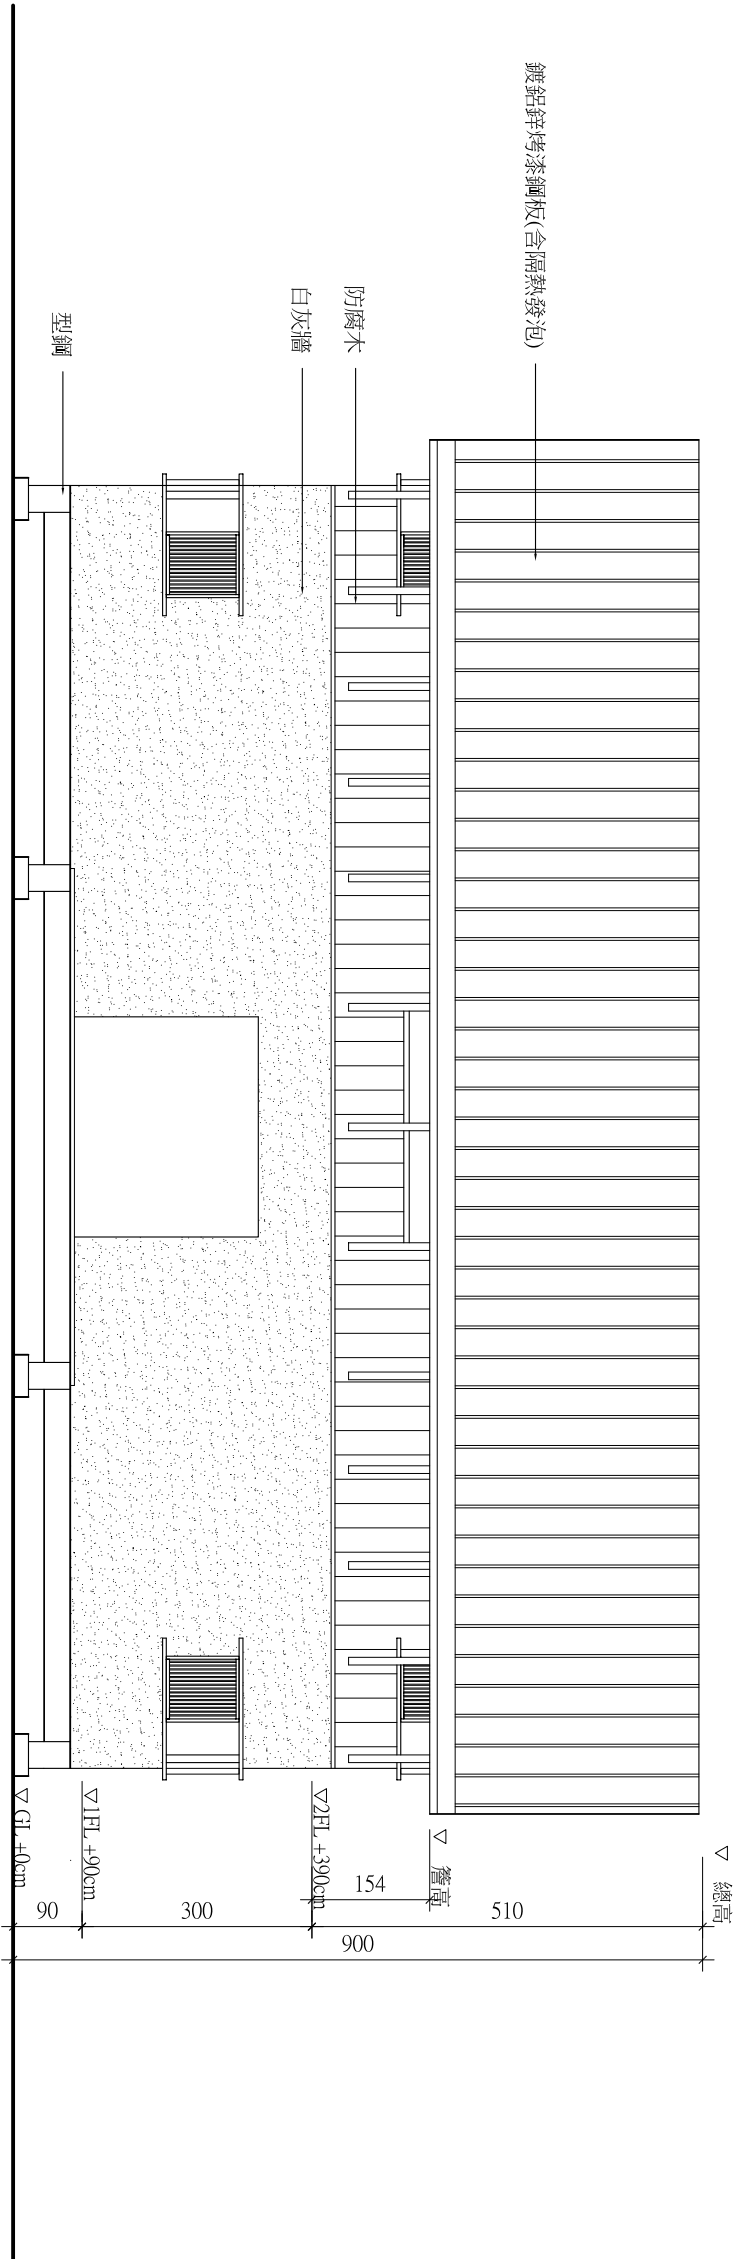 鍍鋁鋅烤漆鋼板(含隔熱發泡)
防腐木
白灰牆
型鋼
▽ 總高
▽ 簷高
▽2FL +390cm
▽1FL +90cm
▽ GL +0cm
510
154
300
90
900